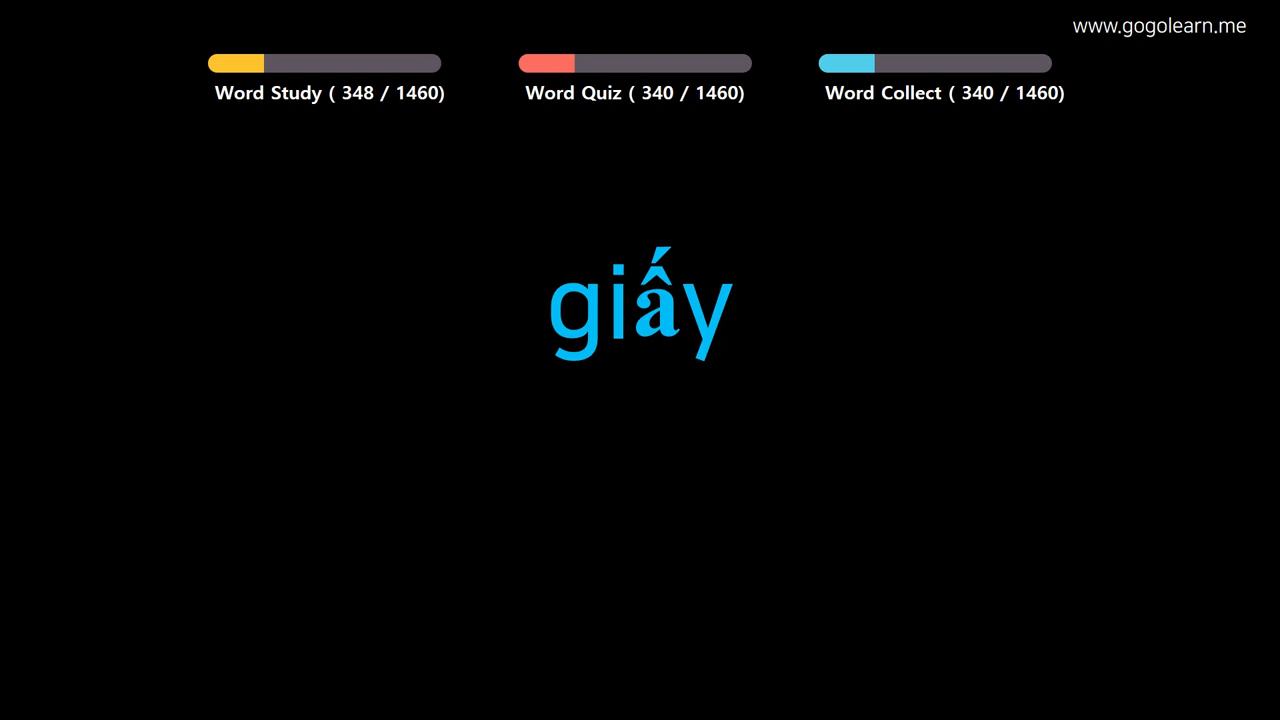 www.gogolearn.me
Word Study ( 348 / 1460)
Word Quiz ( 340 / 1460)
Word Collect ( 340 / 1460)
giấy